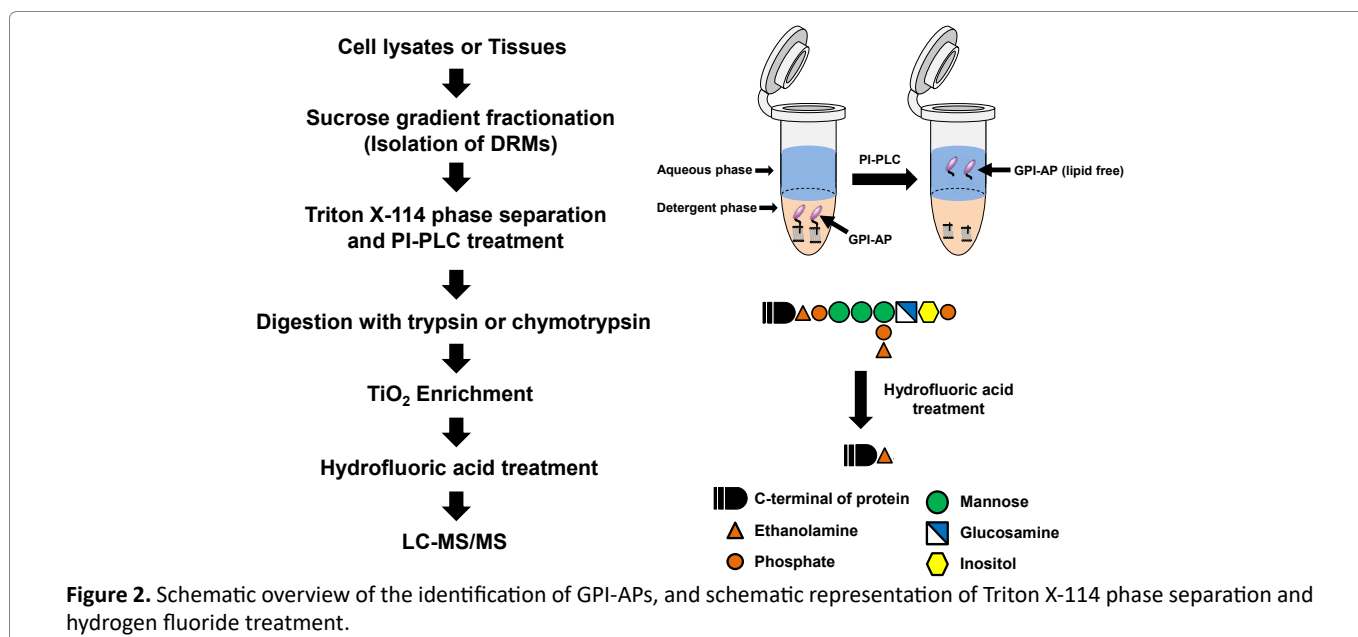 Cell lysates or Tissues
Sucrose gradient fractionation
(Isolation of DRMs)
Triton X-114 phase separation
and PI-PLC treatment
Digestion with trypsin or chymotrypsin
TiO₂ Enrichment
Hydrofluoric acid treatment
LC-MS/MS
Aqueous phase
Detergent phase
PI-PLC
GPI-AP
GPI-AP (lipid free)
Hydrofluoric acid
treatment
C-terminal of protein
Ethanolamine
Phosphate
Mannose
Glucosamine
Inositol
Figure 2. Schematic overview of the identification of GPI-APs, and schematic representation of Triton X-114 phase separation and
hydrogen fluoride treatment.